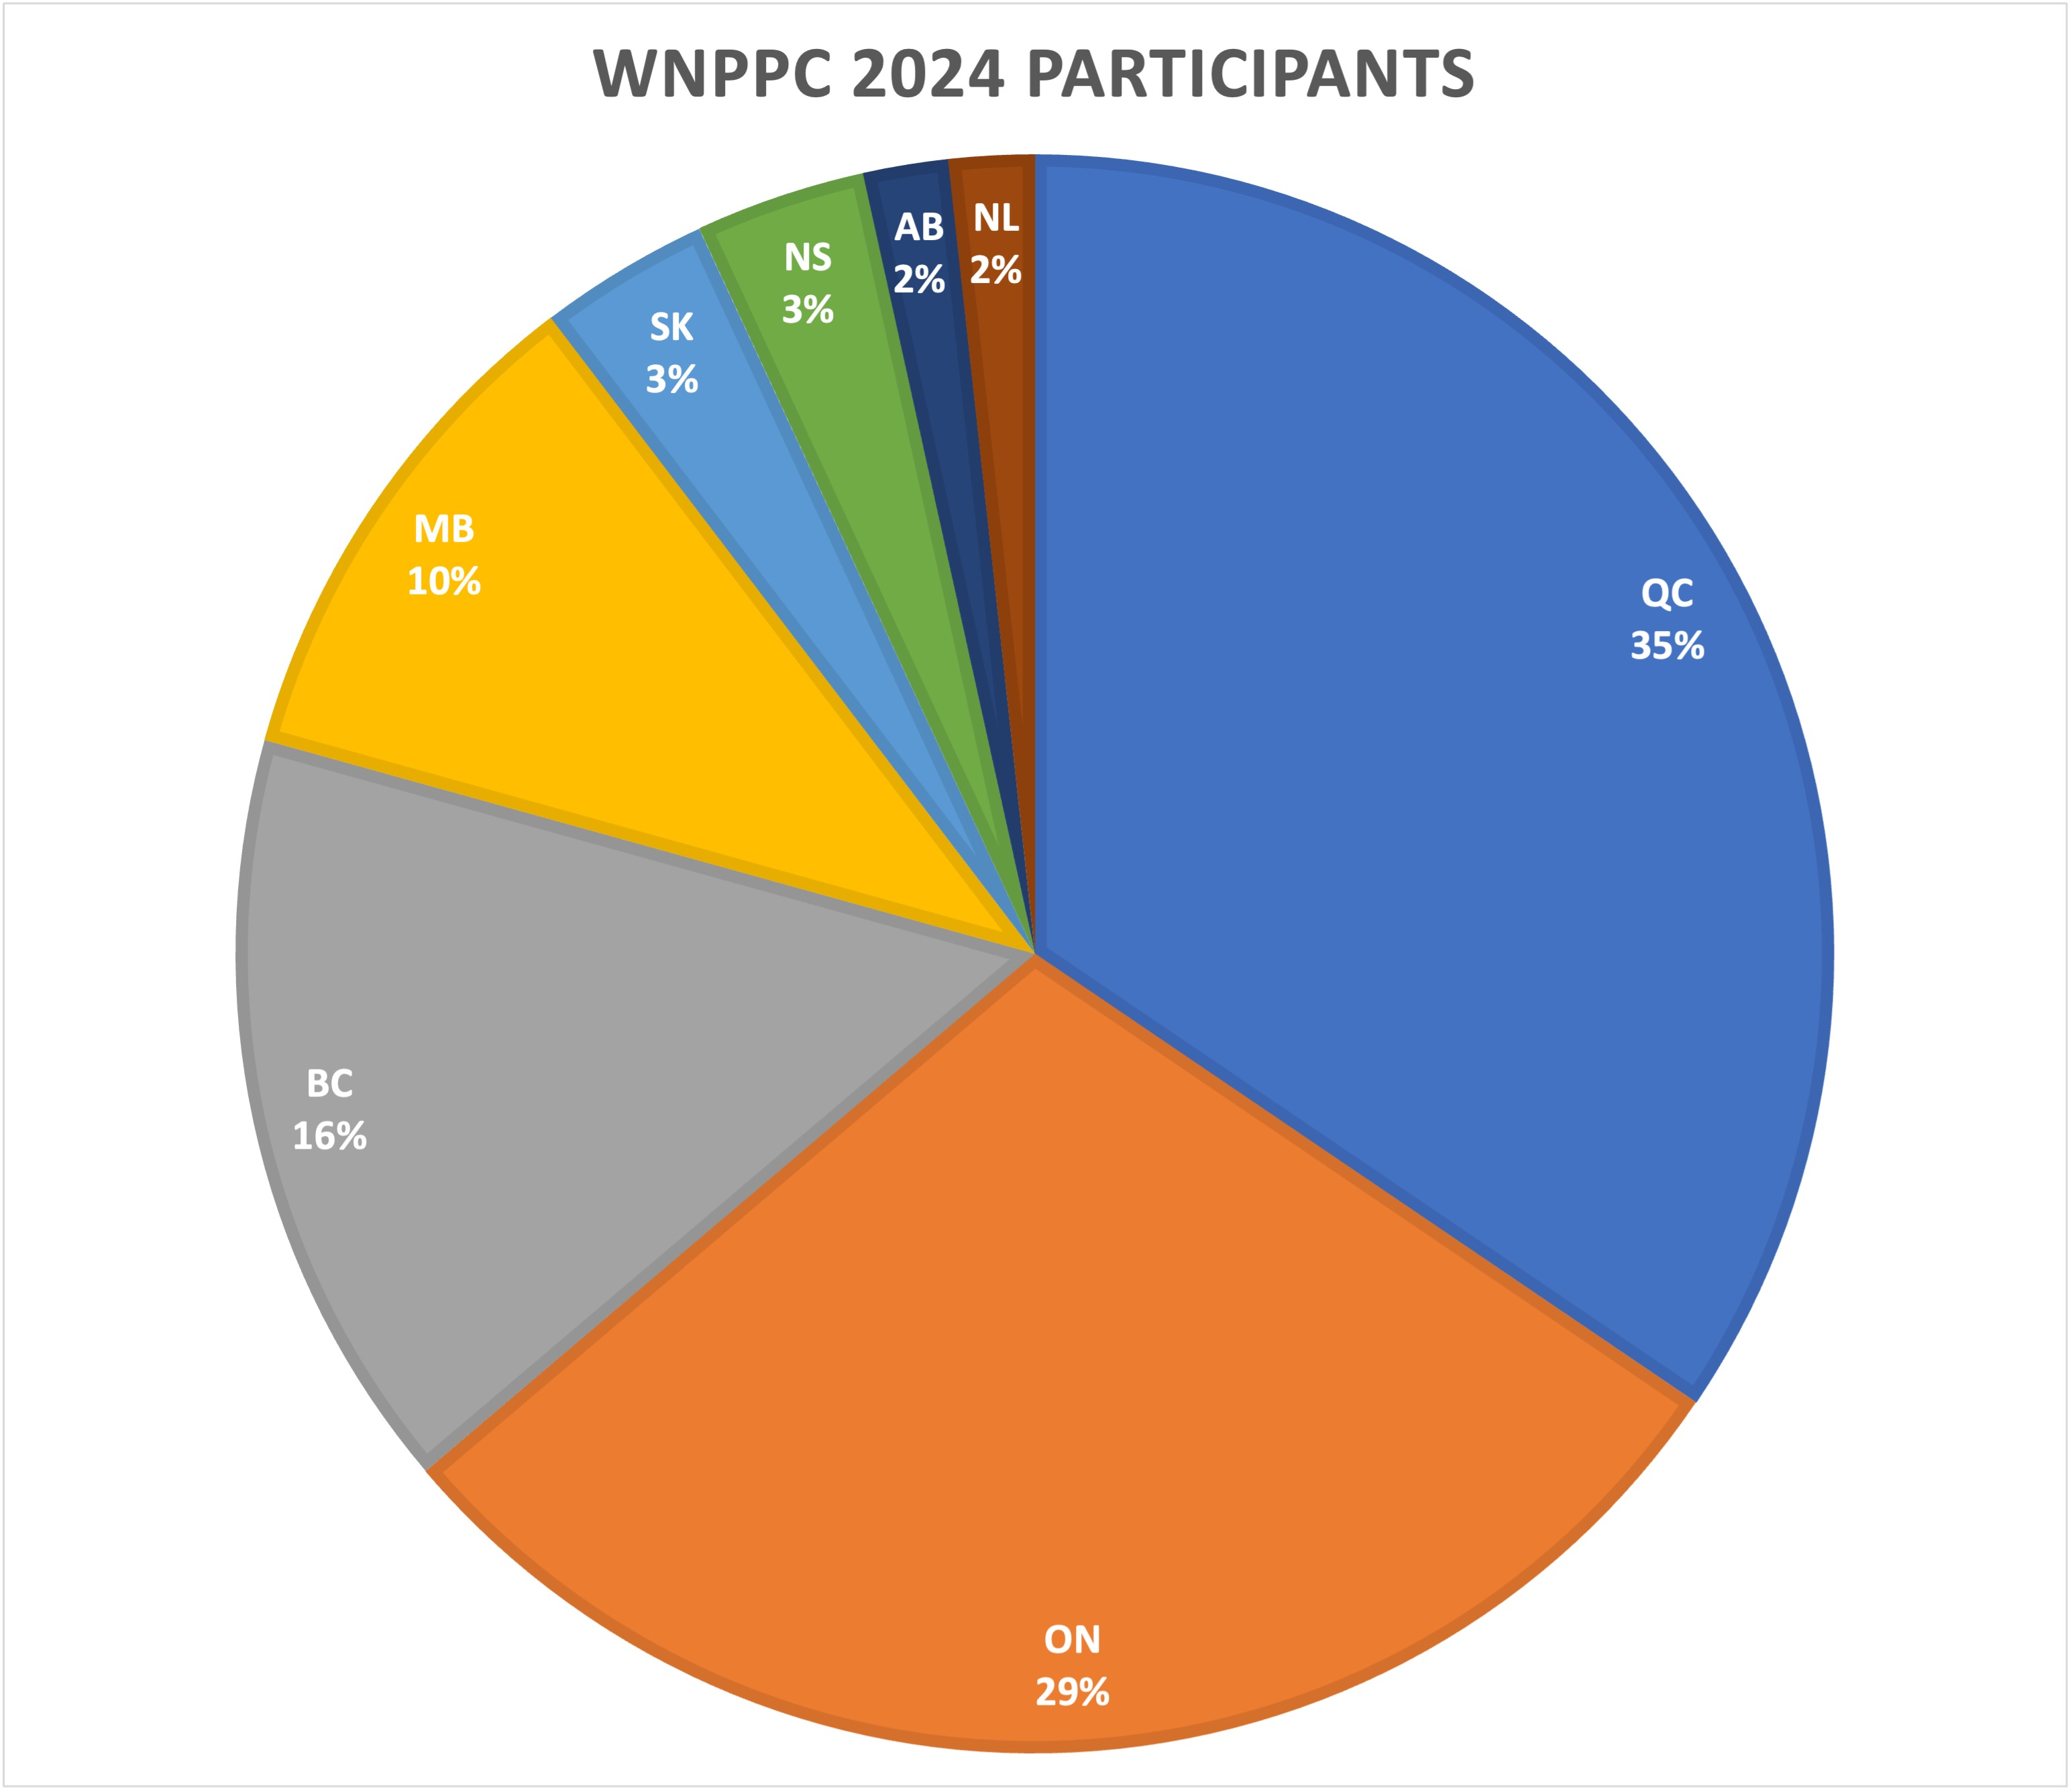 WNPPC 2024 PARTICIPANTS
QC
35%
ON
29%
BC
16%
MB
10%
SK
3%
NS
3%
AB
2%
NL
2%